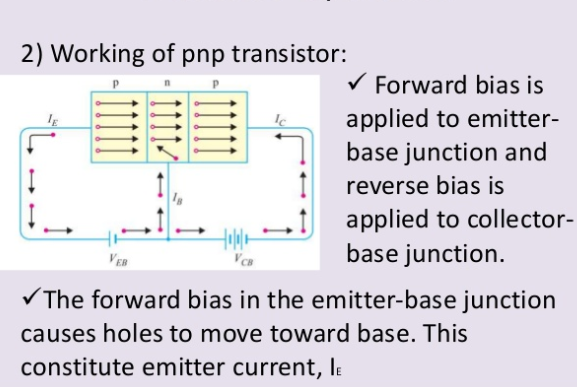 2) Working of pnp transistor:
p n p
IE
IC
IB
VEB
VCB
✓ Forward bias is
applied to emitter-
base junction and
reverse bias is
applied to collector-
base junction.
✓The forward bias in the emitter-base junction
causes holes to move toward base. This
constitute emitter current, IE